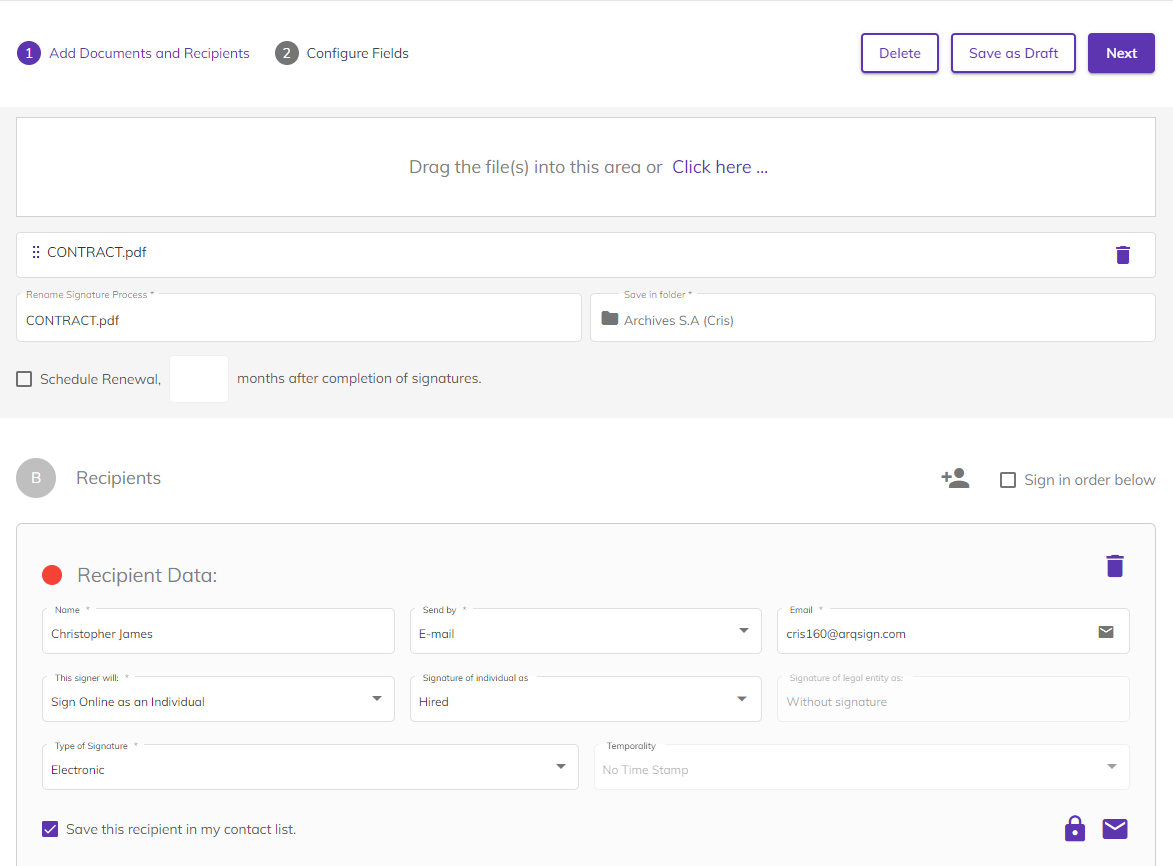 1 Add Documents and Recipients 2 Configure Fields Delete Save as Draft Next
Drag the file(s) into this area or Click here ...
CONTRACT.pdf
Rename Signature Process * Save in folder *
CONTRACT.pdf Archives S.A (Cris)
Schedule Renewal, months after completion of signatures.
B Recipients Sign in order below
Recipient Data:
Name * Send by * Email *
Christopher James E-mail cris160@arqsign.com
This signer will: * Signature of individual as Signature of legal entity as:
Sign Online as an Individual Hired Without signature
Type of Signature * Temporality
Electronic No Time Stamp
Save this recipient in my contact list.